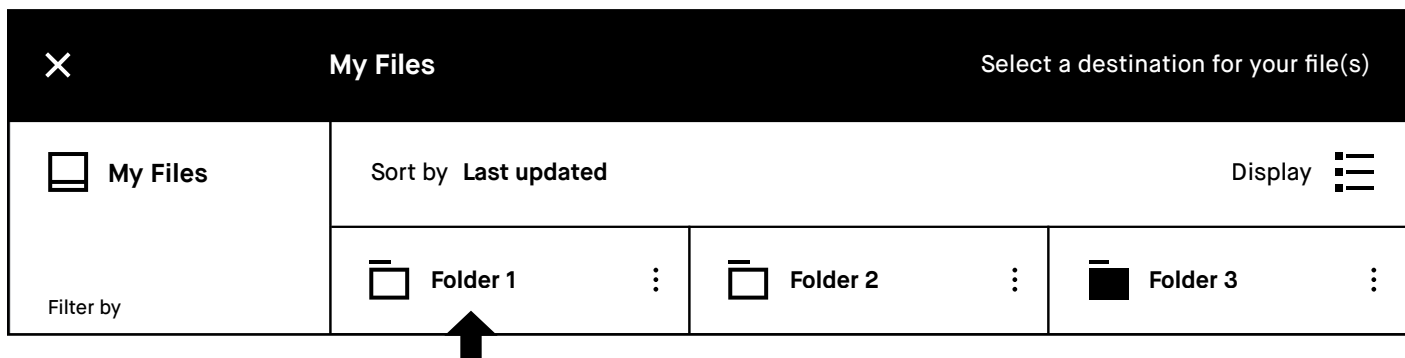 My Files
Select a destination for your file(s)
My Files
Sort by Last updated
Display
Folder 1
Folder 2
Folder 3
Filter by